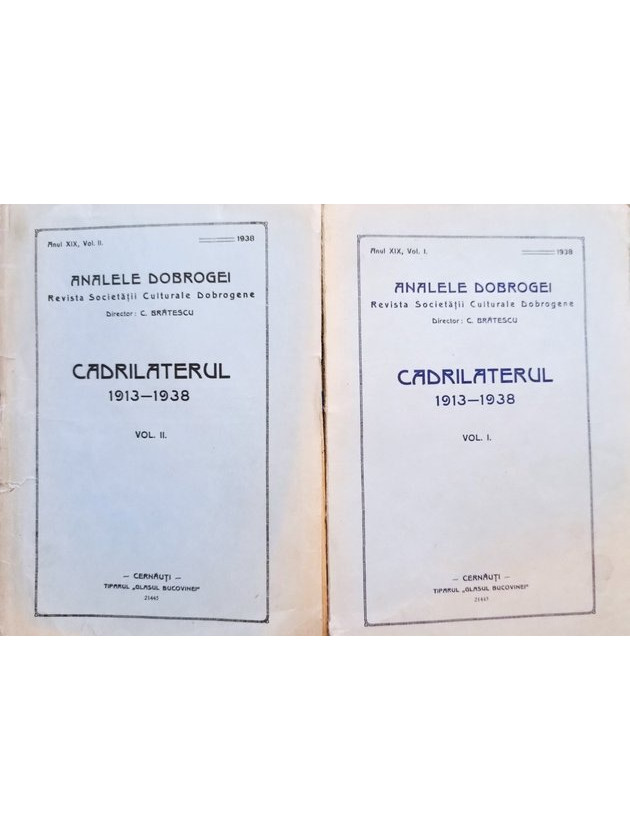 Anul XIX, Vol. II.
1938
ANALELE DOBROGEI
Revista Societății Culturale Dobrogene
Director: C. BRĂTESCU
CADRILATERUL
1913—1938
VOL. II.
— CERNĂUȚI —
TIPARUL „GLASUL BUCOVINEI"
21441
Anul XIX, Vol. I.
1938
ANALELE DOBROGEI
Revista Societății Culturale Dobrogene
Director: C. BRĂTESCU
CADRILATERUL
1913—1938
VOL. I.
— CERNĂUȚI —
TIPARUL „GLASUL BUCOVINEI"
21441